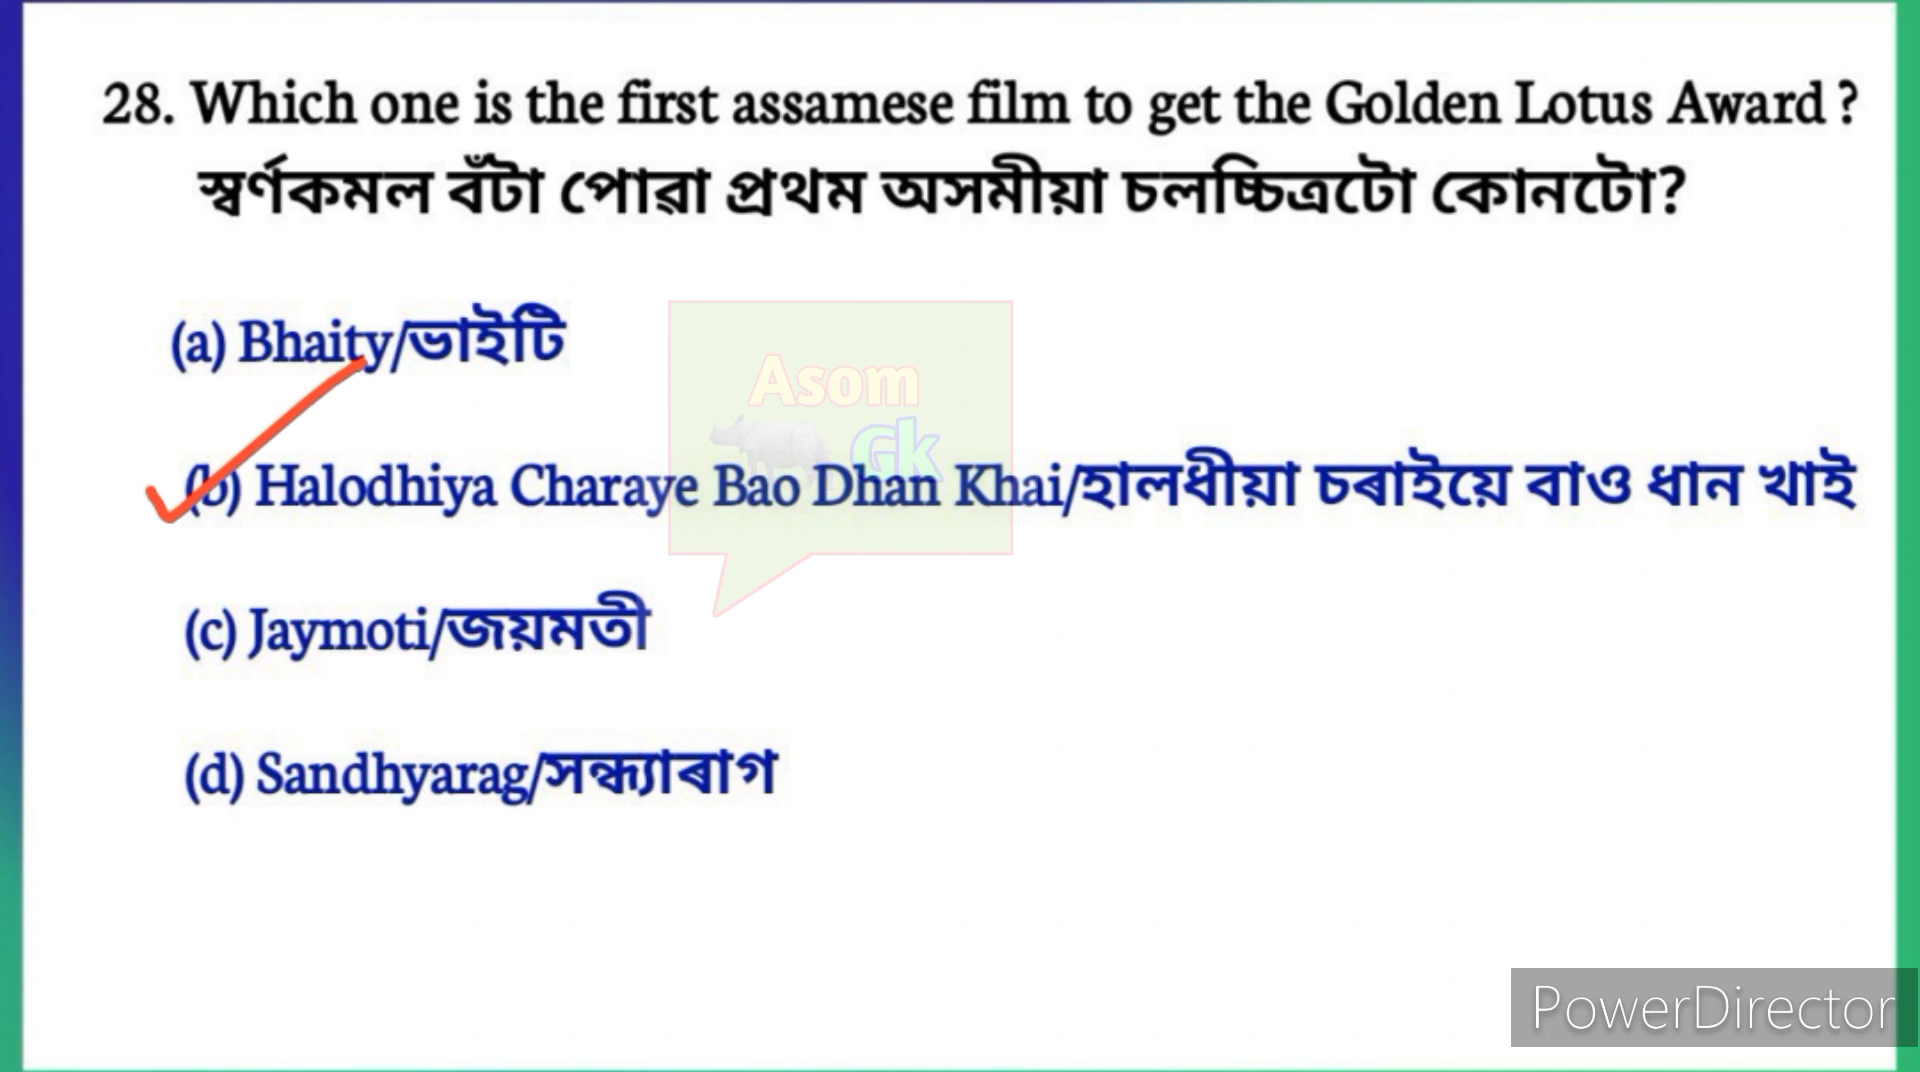 28. Which one is the first assamese film to get the Golden Lotus Award ?
স্বৰ্ণকমল বঁটা পোৱা প্ৰথম অসমীয়া চলচ্চিত্ৰটো কোনটো?
(a) Bhaity/ভাইটি
Asom
Gk
(b) Halodhiya Charaye Bao Dhan Khai/হালধীয়া চৰাইয়ে বাও ধান খাই
(c) Jaymoti/জয়মতী
(d) Sandhyarag/সন্ধ্যাৰাগ
PowerDirector